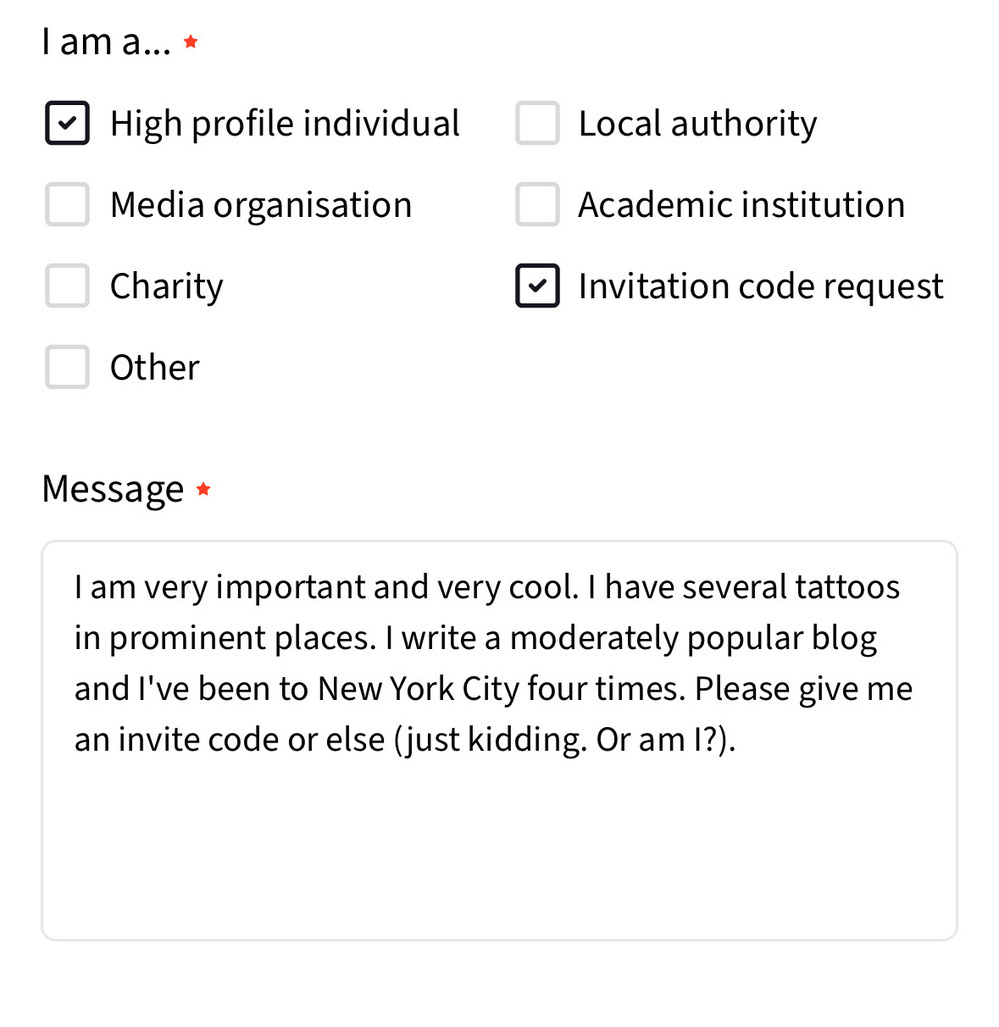 I am a...
High profile individual
Local authority
Media organisation
Academic institution
Charity
Invitation code request
Other
Message
I am very important and very cool. I have several tattoos
in prominent places. I write a moderately popular blog
and I've been to New York City four times. Please give me
an invite code or else (just kidding. Or am I?).